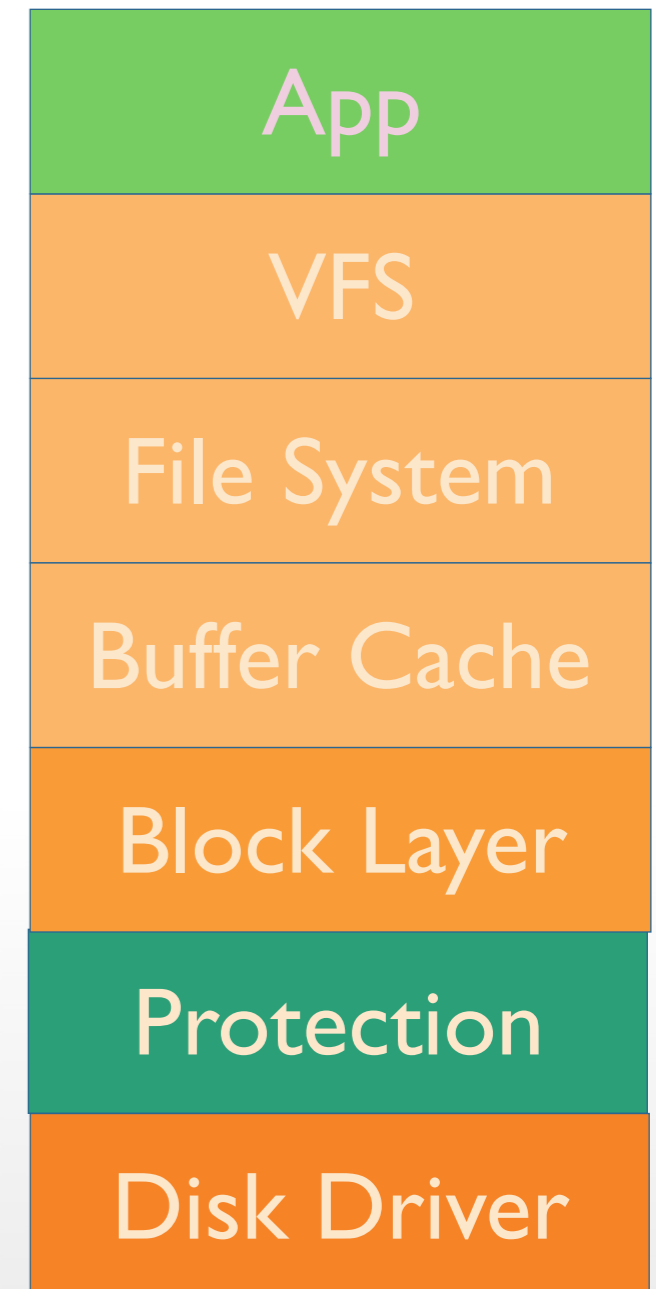 App
VFS
File System
Buffer Cache
Block Layer
Protection
Disk Driver